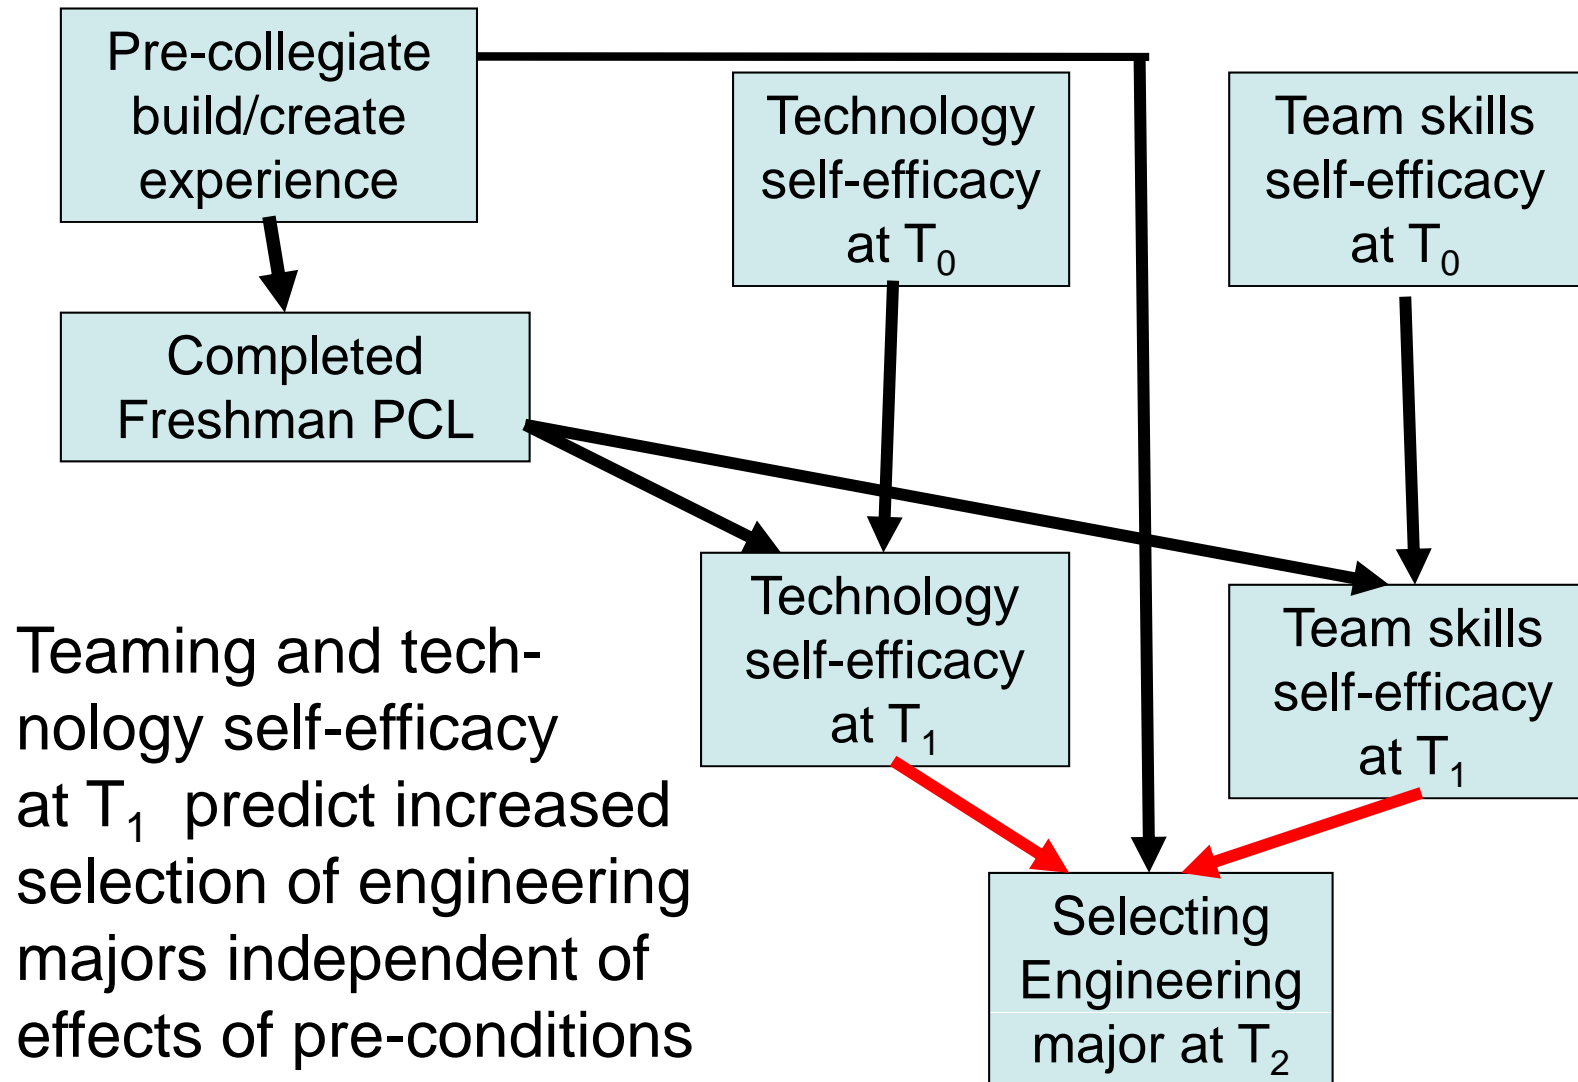 Pre-collegiate
build/create
experience
Technology
self-efficacy
at T₀
Team skills
self-efficacy
at T₀
Completed
Freshman PCL
Technology
self-efficacy
at T₁
Team skills
self-efficacy
at T₁
Teaming and tech-
nology self-efficacy
at T₁ predict increased
selection of engineering
majors independent of
effects of pre-conditions
Selecting
Engineering
major at T₂